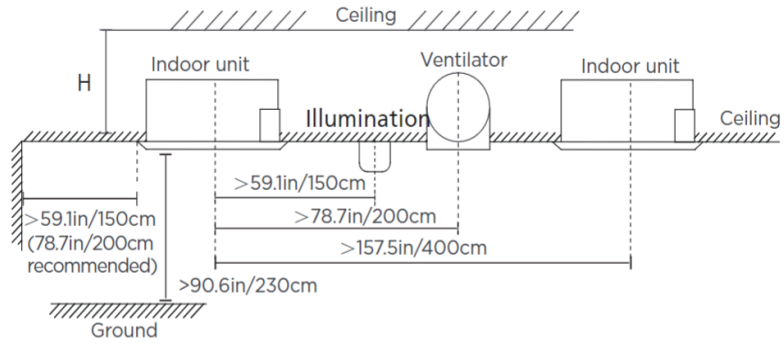 Ceiling
H
Indoor unit
Ventilator
Indoor unit
Illumination
Ceiling
>59.1in/150cm
>59.1in/150cm
(78.7in/200cm
recommended)
>78.7in/200cm
>157.5in/400cm
>90.6in/230cm
Ground